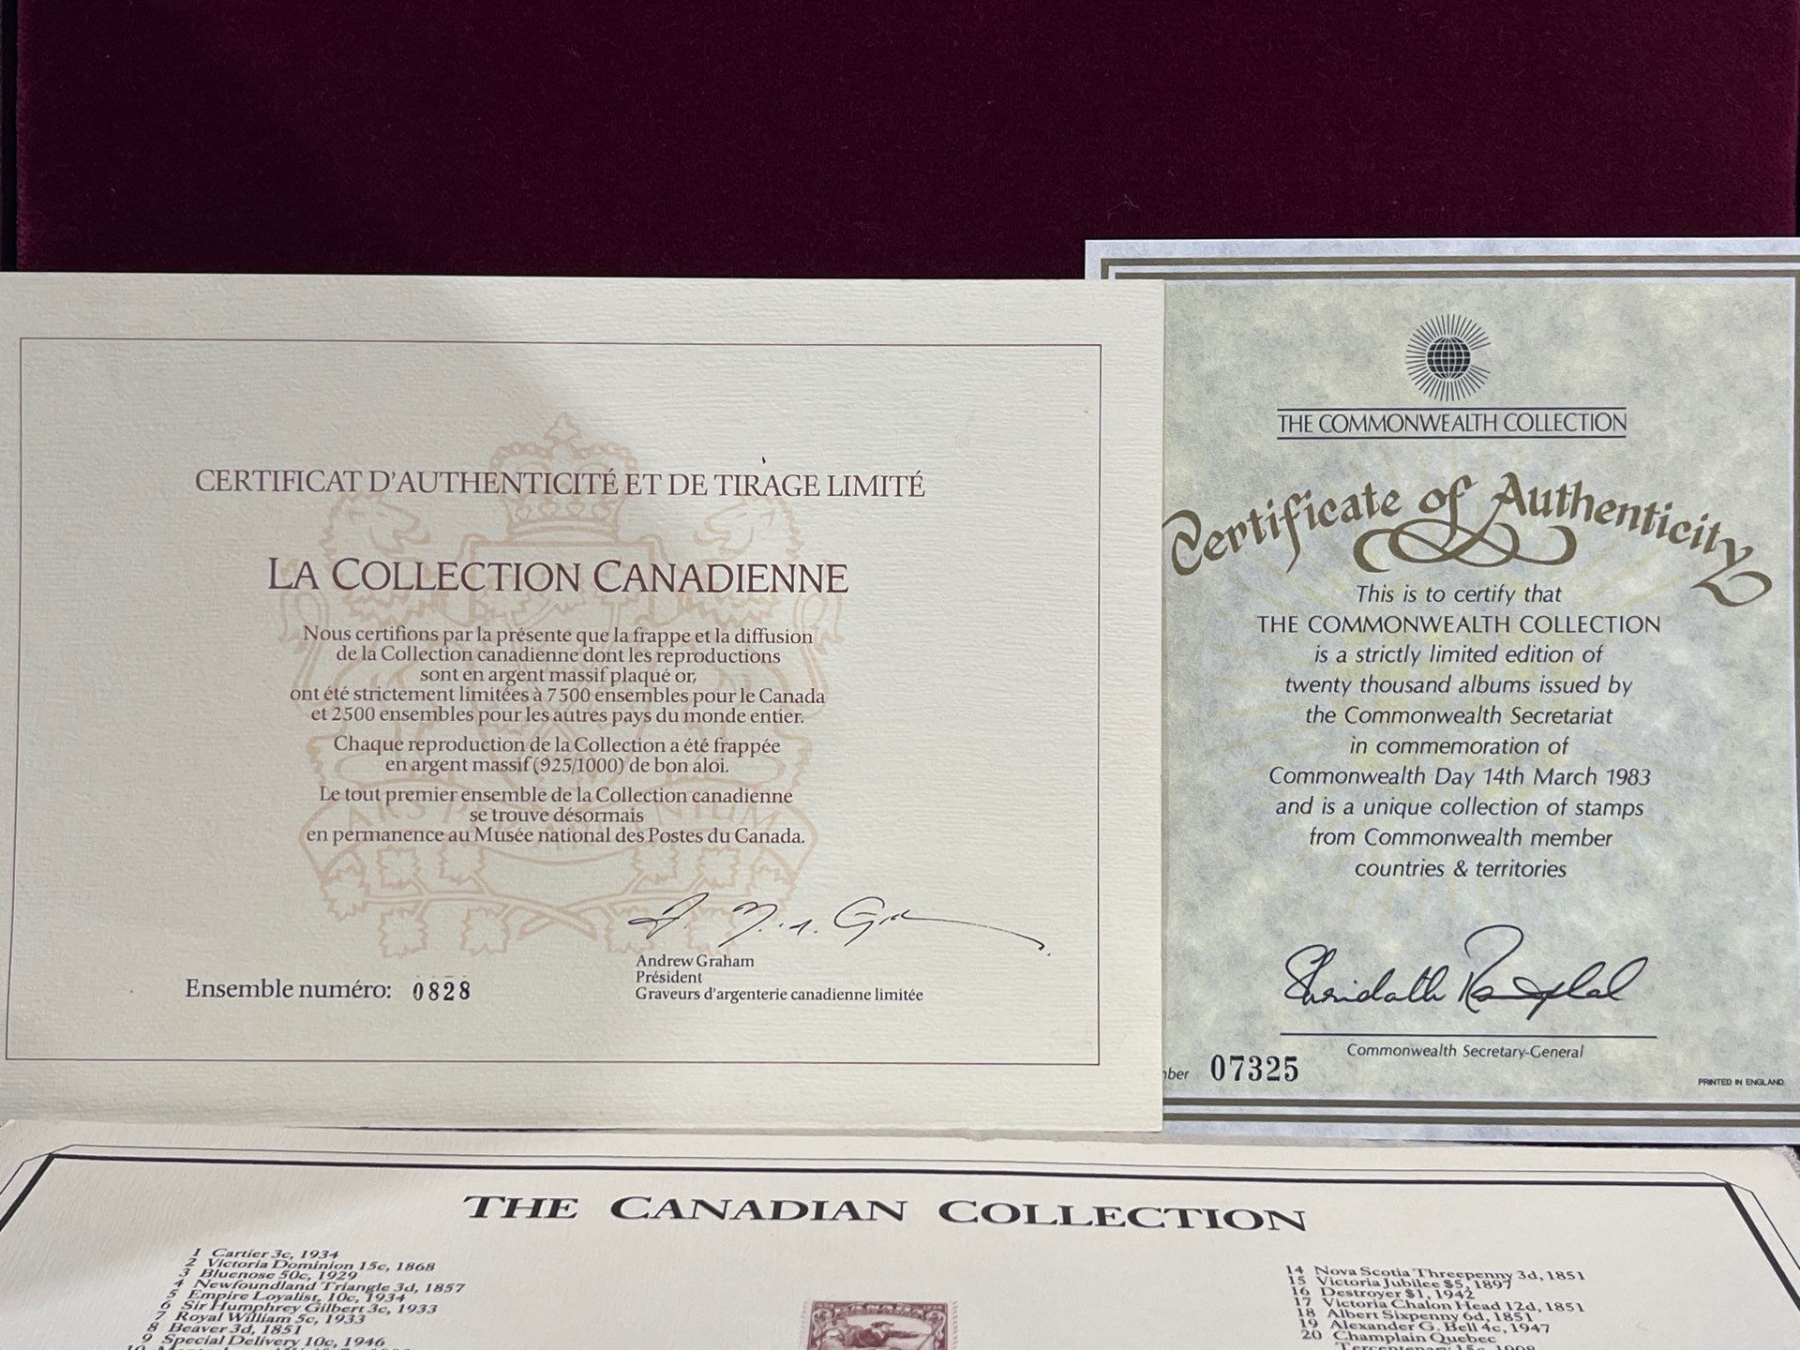 CERTIFICAT D'AUTHENTICITÉ ET DE TIRAGE LIMITÉ
LA COLLECTION CANADIENNE
Nous certifions par la présente que la frappe et la diffusion
de la Collection canadienne dont les reproductions
sont en argent massif plaqué or,
ont été strictement limitées à 7500 ensembles pour le Canada
et 2500 ensembles pour les autres pays du monde entier.
Chaque reproduction de la Collection a été frappée
en argent massif (925/1000) de bon aloi.
Le tout premier ensemble de la Collection canadienne
se trouve désormais
en permanence au Musée national des Postes du Canada.
Andrew Graham
Président
Graveurs d'argenterie canadienne limitée
Ensemble numéro: 0828
THE COMMONWEALTH COLLECTION
Certificate of Authenticity
This is to certify that
THE COMMONWEALTH COLLECTION
is a strictly limited edition of
twenty thousand albums issued by
the Commonwealth Secretariat
in commemoration of
Commonwealth Day 14th March 1983
and is a unique collection of stamps
from Commonwealth member
countries & territories
Shridath Ramphal
Commonwealth Secretary-General
07325
PRINTED IN ENGLAND
THE CANADIAN COLLECTION
1 Cartier 3c, 1934
2 Victoria Dominion 15c, 1868
3 Bluenose 50c, 1929
4 Newfoundland Triangle 3d, 1857
5 Empire Loyalist, 10c, 1934
6 Sir Humphrey Gilbert 3c, 1933
7 Royal William 5c, 1933
8 Beaver 3d, 1851
9 Special Delivery 10c, 1946
14 Nova Scotia Threepenny 3d, 1851
15 Victoria Jubilee $5, 1897
16 Destroyer $1, 1942
17 Victoria Chalon Head 12d, 1851
18 Albert Sixpenny 6d, 1851
19 Alexander G. Bell 4c, 1947
20 Champlain Quebec
CANADA